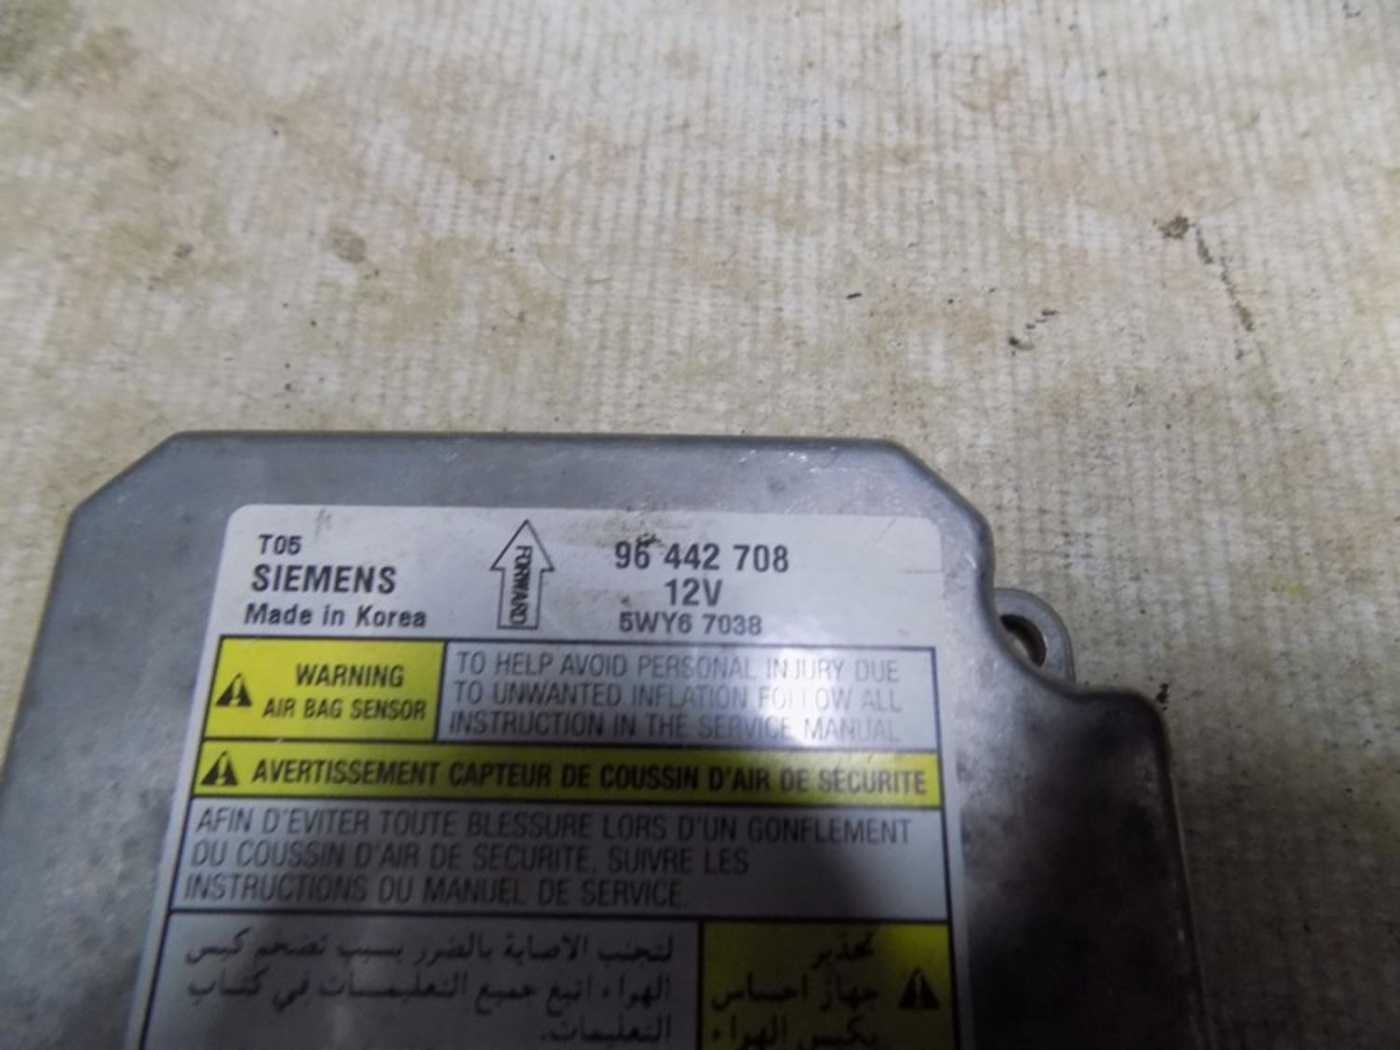 T05
SIEMENS
Made in Korea
FORWARD
96 442 708
12V
5WY6 7038
WARNING
AIR BAG SENSOR
TO HELP AVOID PERSONAL INJURY DUE
TO UNWANTED INFLATION FOLLOW ALL
INSTRUCTION IN THE SERVICE MANUAL
AVERTISSEMENT CAPTEUR DE COUSSIN D'AIR DE SECURITE
AFIN D'EVITER TOUTE BLESSURE LORS D'UN GONFLEMENT
DU COUSSIN D'AIR DE SECURITE, SUIVRE LES
INSTRUCTIONS DU MANUEL DE SERVICE.
تحذير
جهاز احساس
بكيس الهواء
لتجنب الاصابة بالضرر بسبب تضخم كيس
الهواء، اتبع جميع التعليمات في كتاب
التعليمات.